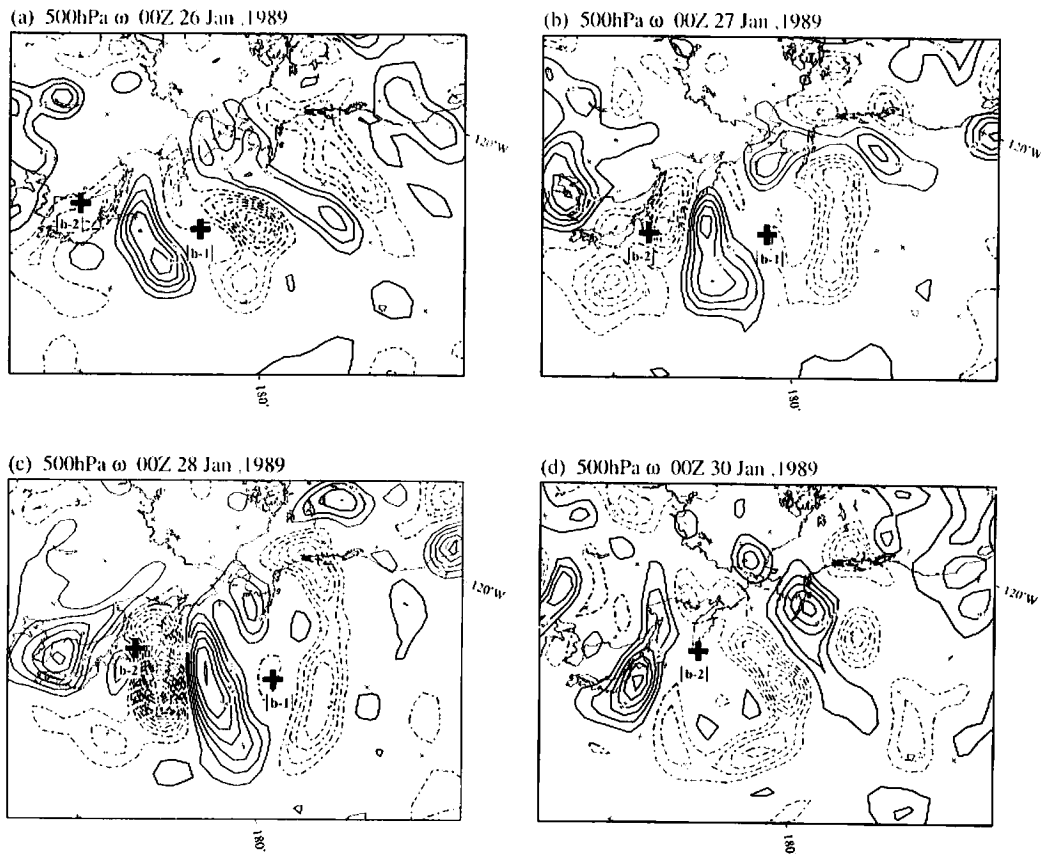 (a) 500hPa ω 00Z 26 Jan ,1989
(b) 500hPa ω 00Z 27 Jan ,1989
120°W
120°W
b-2
b-1
b-2
b-1
180°
180°
(c) 500hPa ω 00Z 28 Jan ,1989
(d) 500hPa ω 00Z 30 Jan ,1989
120°W
120°W
b-2
b-1
b-2
180°
180